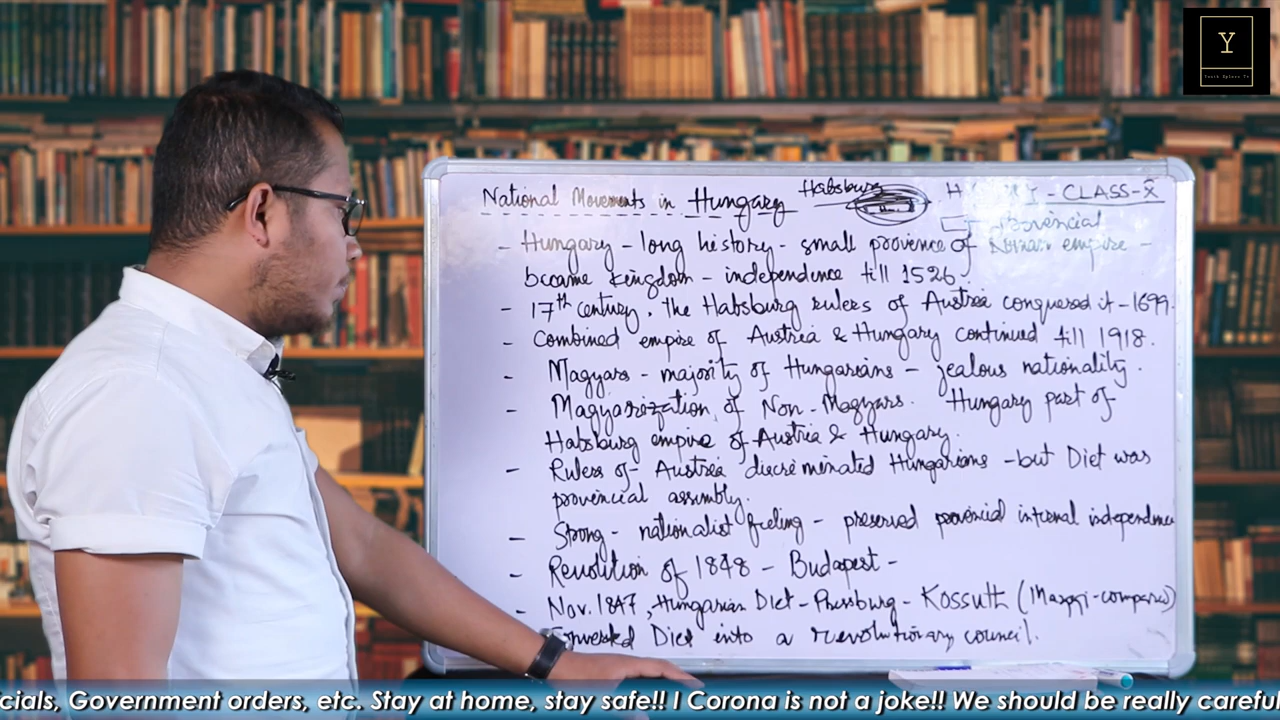 Y
National Movements in Hungary Habsburg H Y - CLASS-X
provincial
- Hungary - long history - small provence of Roman empire -
became kingdom - independence till 1526.
- 17th century, the Habsburg rulers of Austria conquered it - 1699.
- Combined empire of Austria & Hungary continued till 1918.
- Magyars - majority of Hungarians - jealous nationality.
- Magyarization of Non-Magyars. Hungary part of
Habsburg empire of Austria & Hungary.
- Rulers of Austria discreminated Hungarians - but Diet was
provincial assembly.
- Strong - nationalist feeling - preserved provincial internal independence
- Revolution of 1848 - Budapest -
- Nov. 1847, Hungarian Diet - Pressburg - Kossuth (Mazzi-compared)
Converted Diet into a revolutionary council.
cials, Government orders, etc. Stay at home, stay safe!! I Corona is not a joke!! We should be really careful